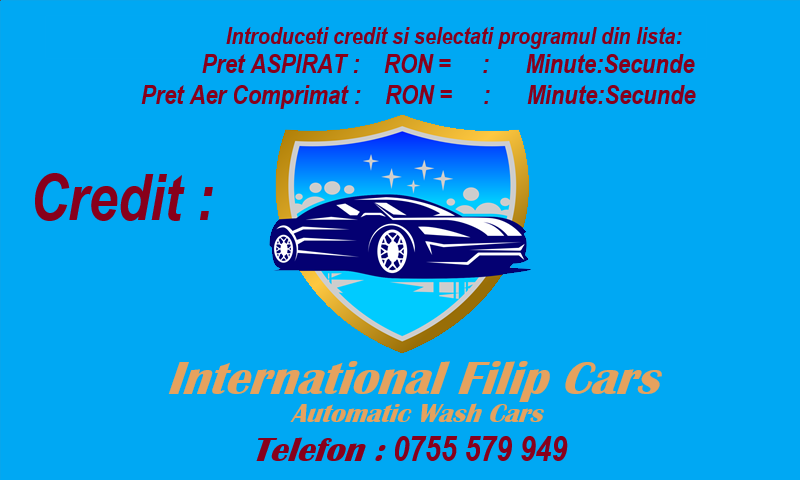 Introduceti credit si selectati programul din lista:
Pret ASPIRAT : RON = : Minute:Secunde
Pret Aer Comprimat : RON = : Minute:Secunde
Credit :
International Filip Cars
Automatic Wash Cars
Telefon : 0755 579 949